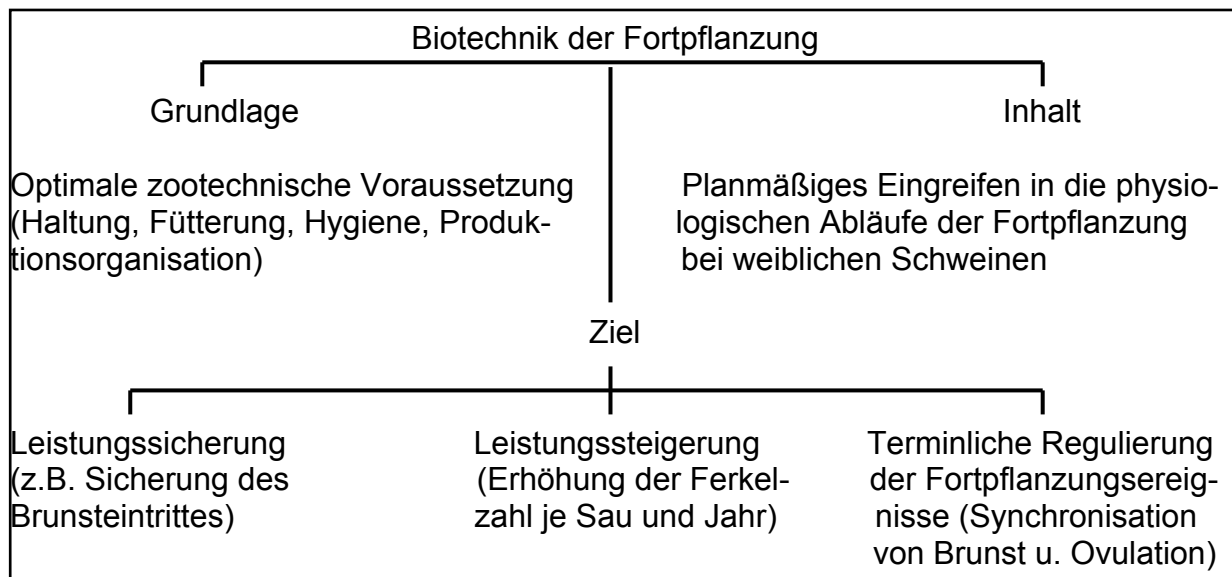 Biotechnik der Fortpflanzung
Grundlage
Inhalt
Optimale zootechnische Voraussetzung
(Haltung, Fütterung, Hygiene, Produk-
tionsorganisation)
Planmäßiges Eingreifen in die physio-
logischen Abläufe der Fortpflanzung
bei weiblichen Schweinen
Ziel
Leistungssicherung
(z.B. Sicherung des
Brunsteintrittes)
Leistungssteigerung
(Erhöhung der Ferkel-
zahl je Sau und Jahr)
Terminliche Regulierung
der Fortpflanzungsereig-
nisse (Synchronisation
von Brunst u. Ovulation)